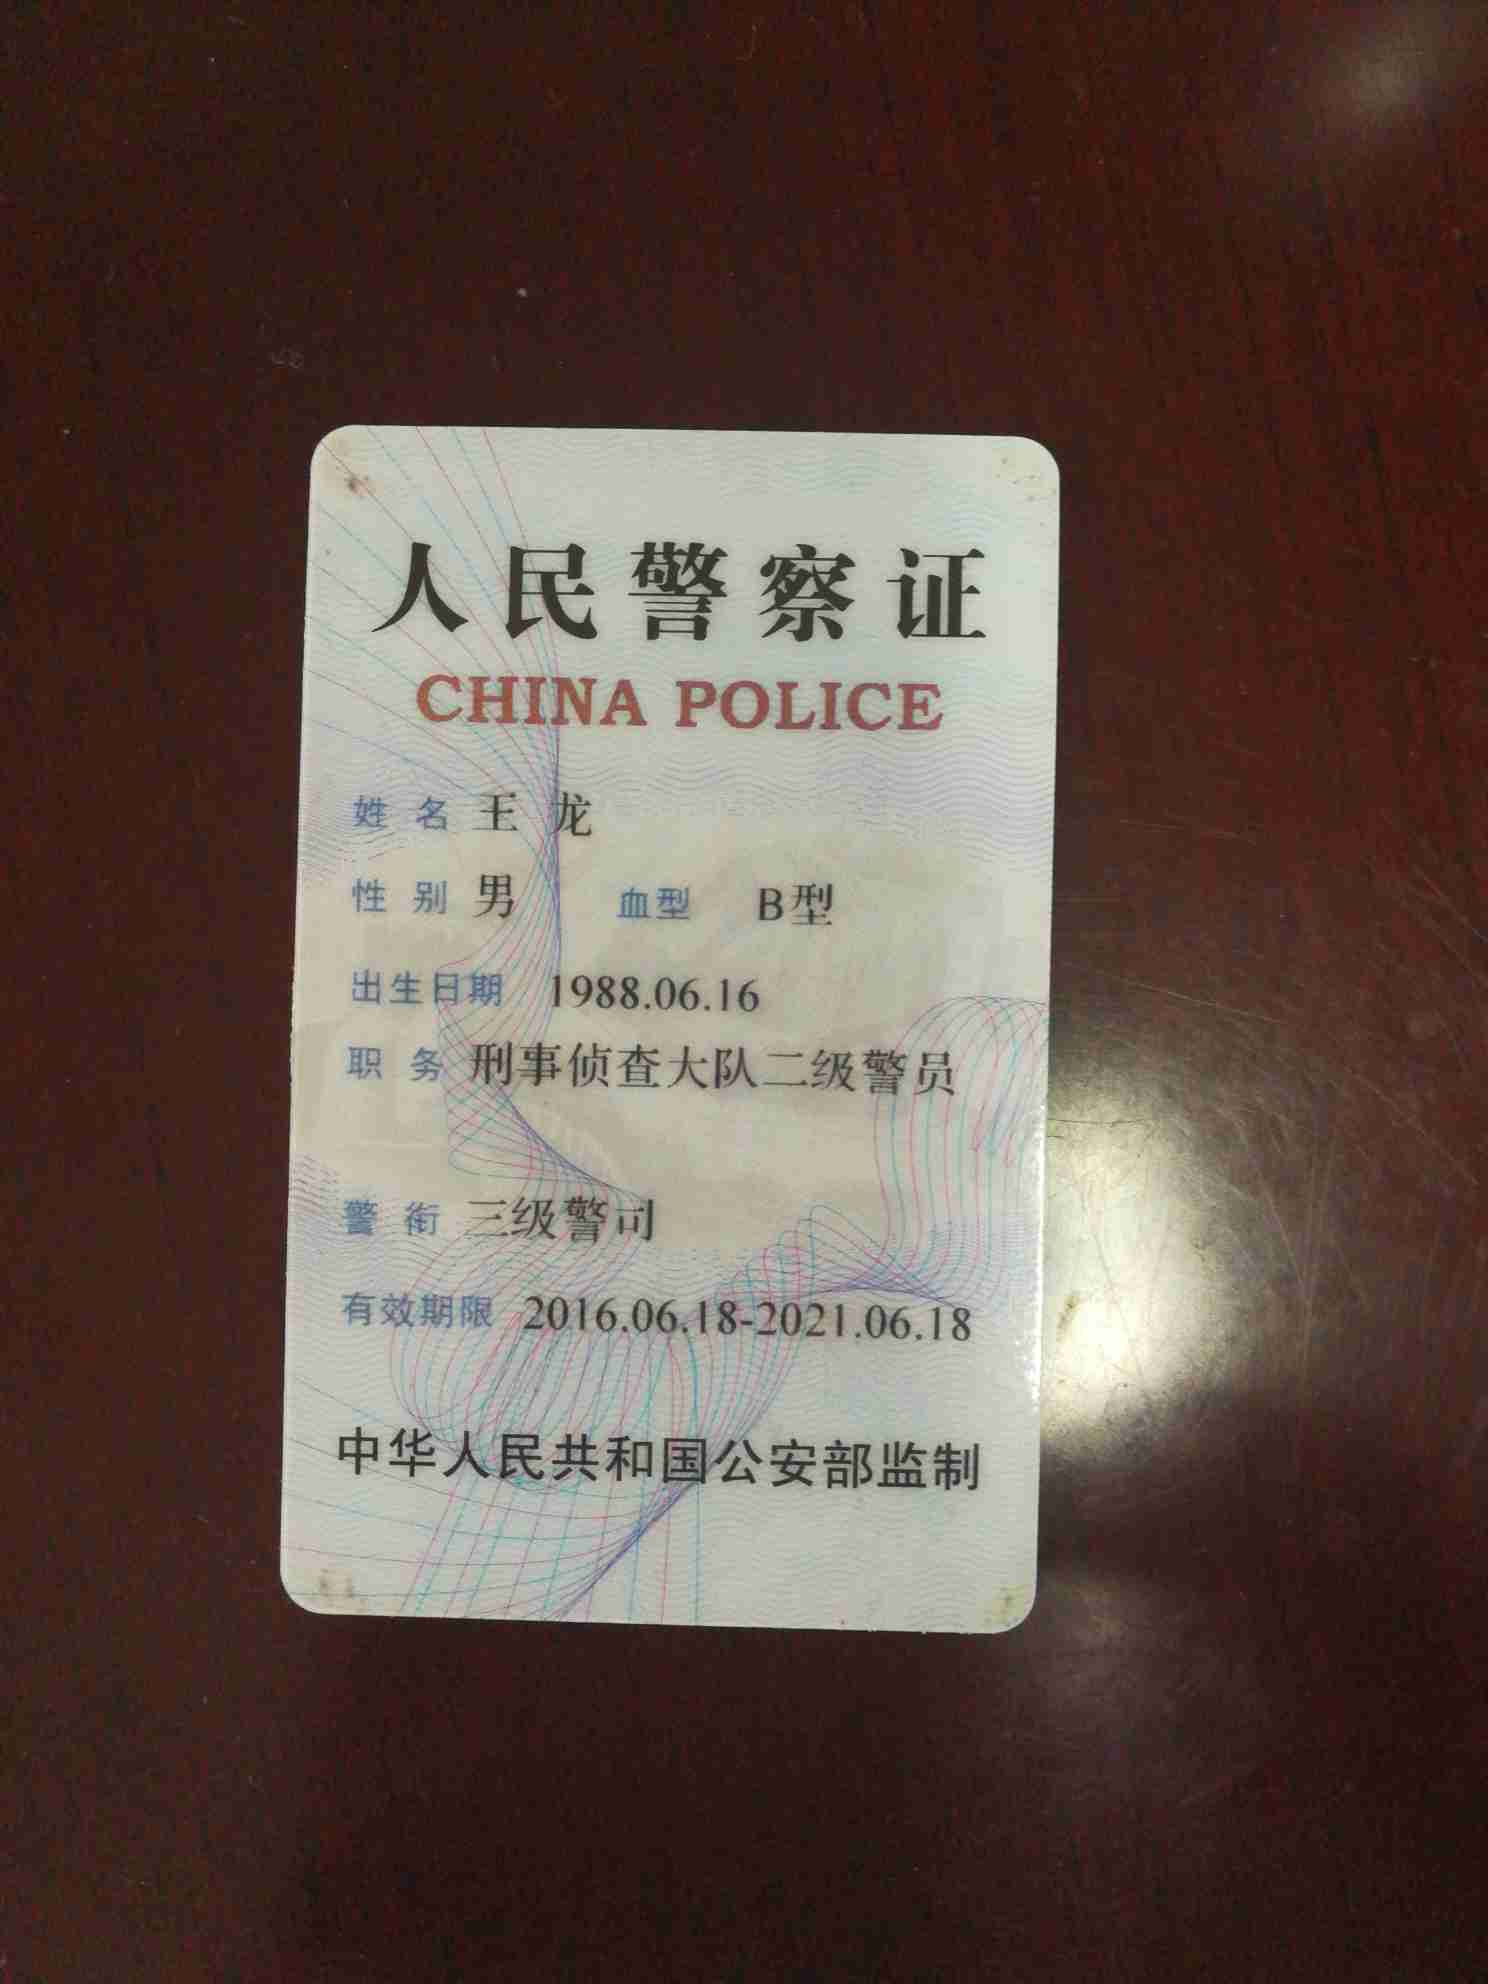 人民警察证
CHINA POLICE
姓 名 王 龙
性 别 男 血型 B型
出生日期 1988.06.16
职 务 刑事侦查大队二级警员
警 衔 三级警司
有效期限 2016.06.18-2021.06.18
中华人民共和国公安部监制